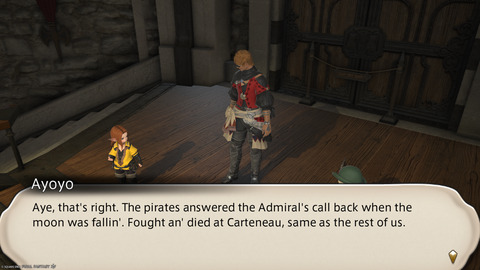 Ayoyo
Aye, that's right. The pirates answered the Admiral's call back when the
moon was fallin'. Fought an' died at Carteneau, same as the rest of us.